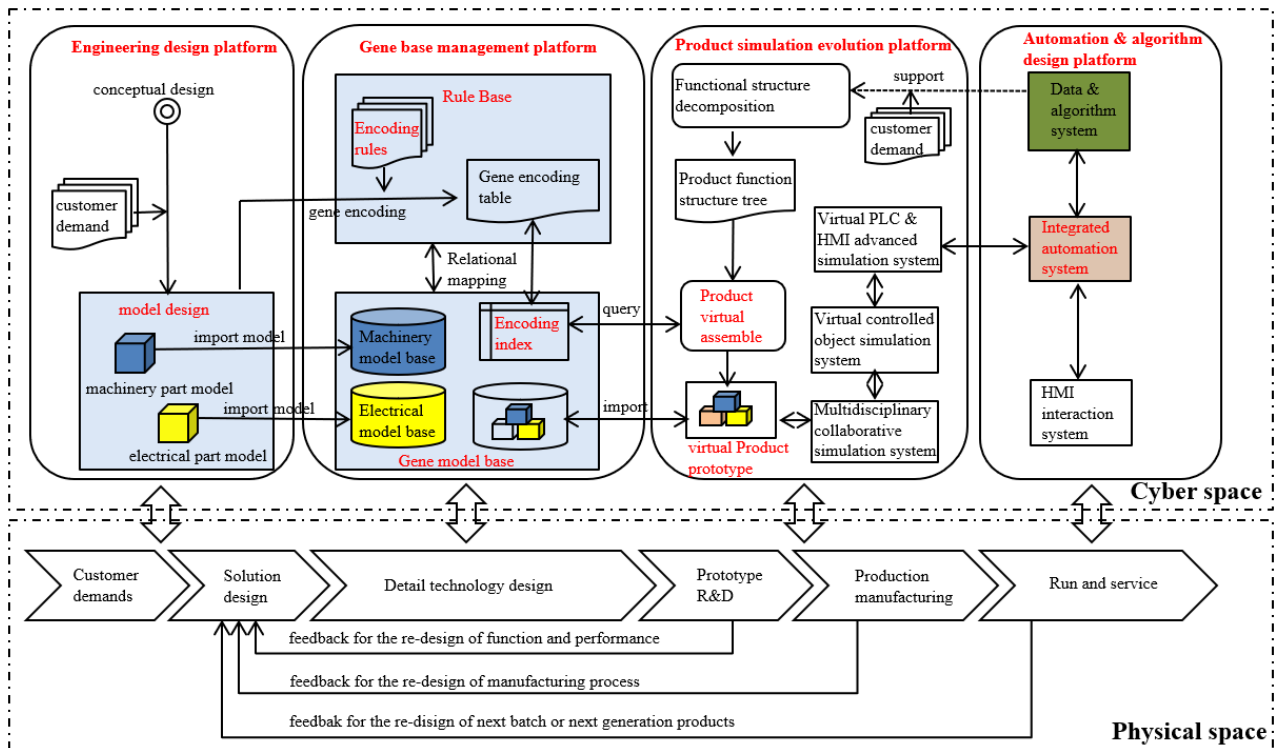 Engineering design platform
conceptual design
customer
demand
model design
import model
machinery part model
import model
electrical part model
Gene base management platform
Rule Base
Encoding
rules
Gene encoding
table
gene encoding
Relational
mapping
Machinery
model base
Encoding
index
Electrical
model base
Gene model base
query
import
Product simulation evolution platform
Functional structure
decomposition
support
customer
demand
Product function
structure tree
Virtual PLC &
HMI advanced
simulation system
Product
virtual
assemble
Virtual controlled
object simulation
system
virtual Product
prototype
Multidisciplinary
collaborative
simulation system
Automation & algorithm
design platform
Data &
algorithm
system
Integrated
automation
system
HMI
interaction
system
Cyber space
Customer
demands
Solution
design
Detail technology design
Prototype
R&D
Production
manufacturing
Run and service
feedback for the re-design of function and performance
feedback for the re-design of manufacturing process
feedbak for the re-disign of next batch or next generation products
Physical space